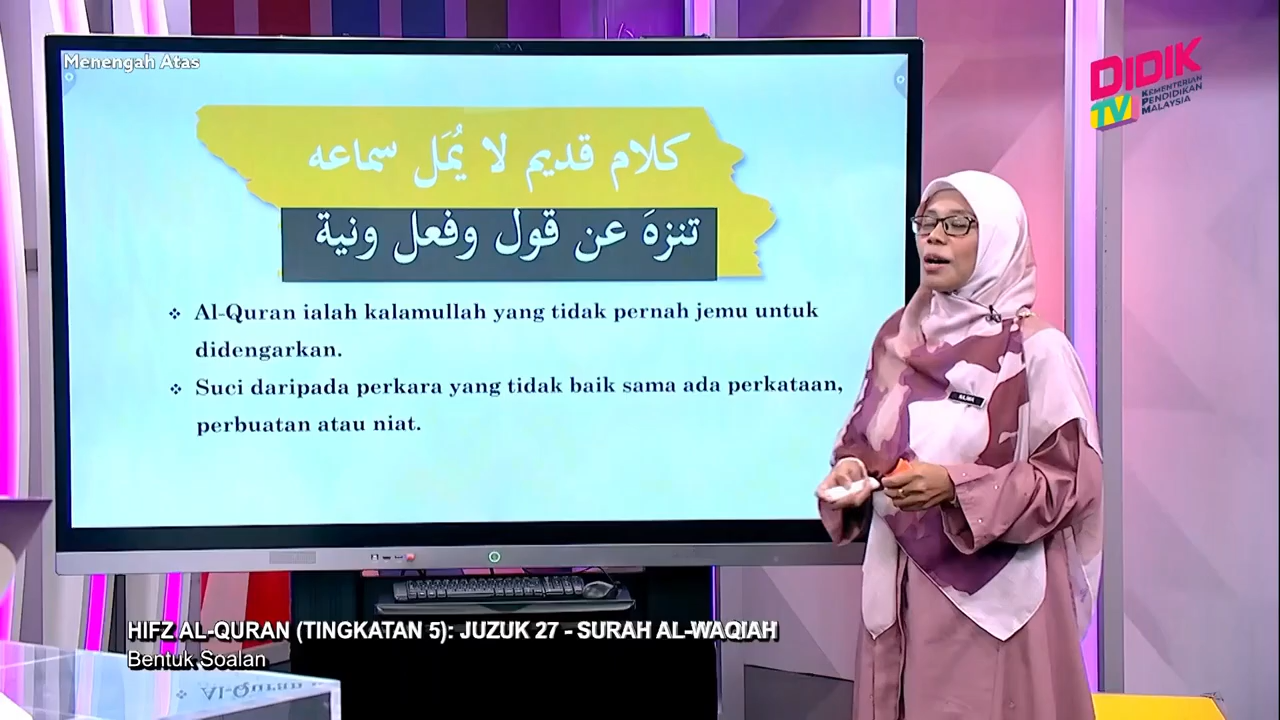 Menengah Atas
DIDIK
TV
KEMENTERIAN
PENDIDIKAN
MALAYSIA
كلام قديم لا يُمَل سماعه
تنزهَ عن قول وفعل ونية
❖ Al-Quran ialah kalamullah yang tidak pernah jemu untuk
didengarkan.
❖ Suci daripada perkara yang tidak baik sama ada perkataan,
perbuatan atau niat.
NAJWA
HIFZ AL-QURAN (TINGKATAN 5): JUZUK 27 - SURAH AL-WAQIAH
Bentuk Soalan